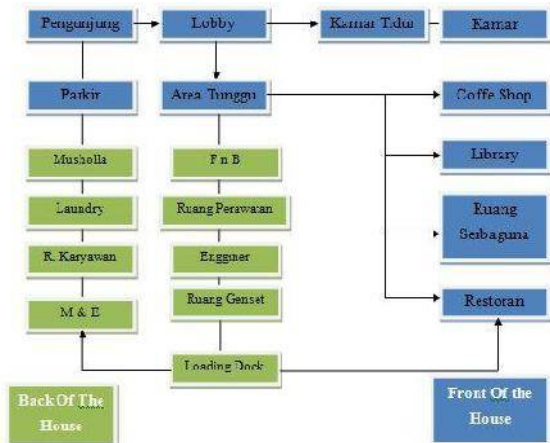 Pengunjung
Lobby
Kamar Tidur
Kamar
Parkir
Area Tunggu
Coffe Shop
Musholla
F n B
Library
Laundry
Ruang Perawatan
Ruang
Serbaguna
R. Karyawan
Engginer
M & E
Ruang Genset
Restoran
Loading Dock
Back Of The
House
Front Of the
House